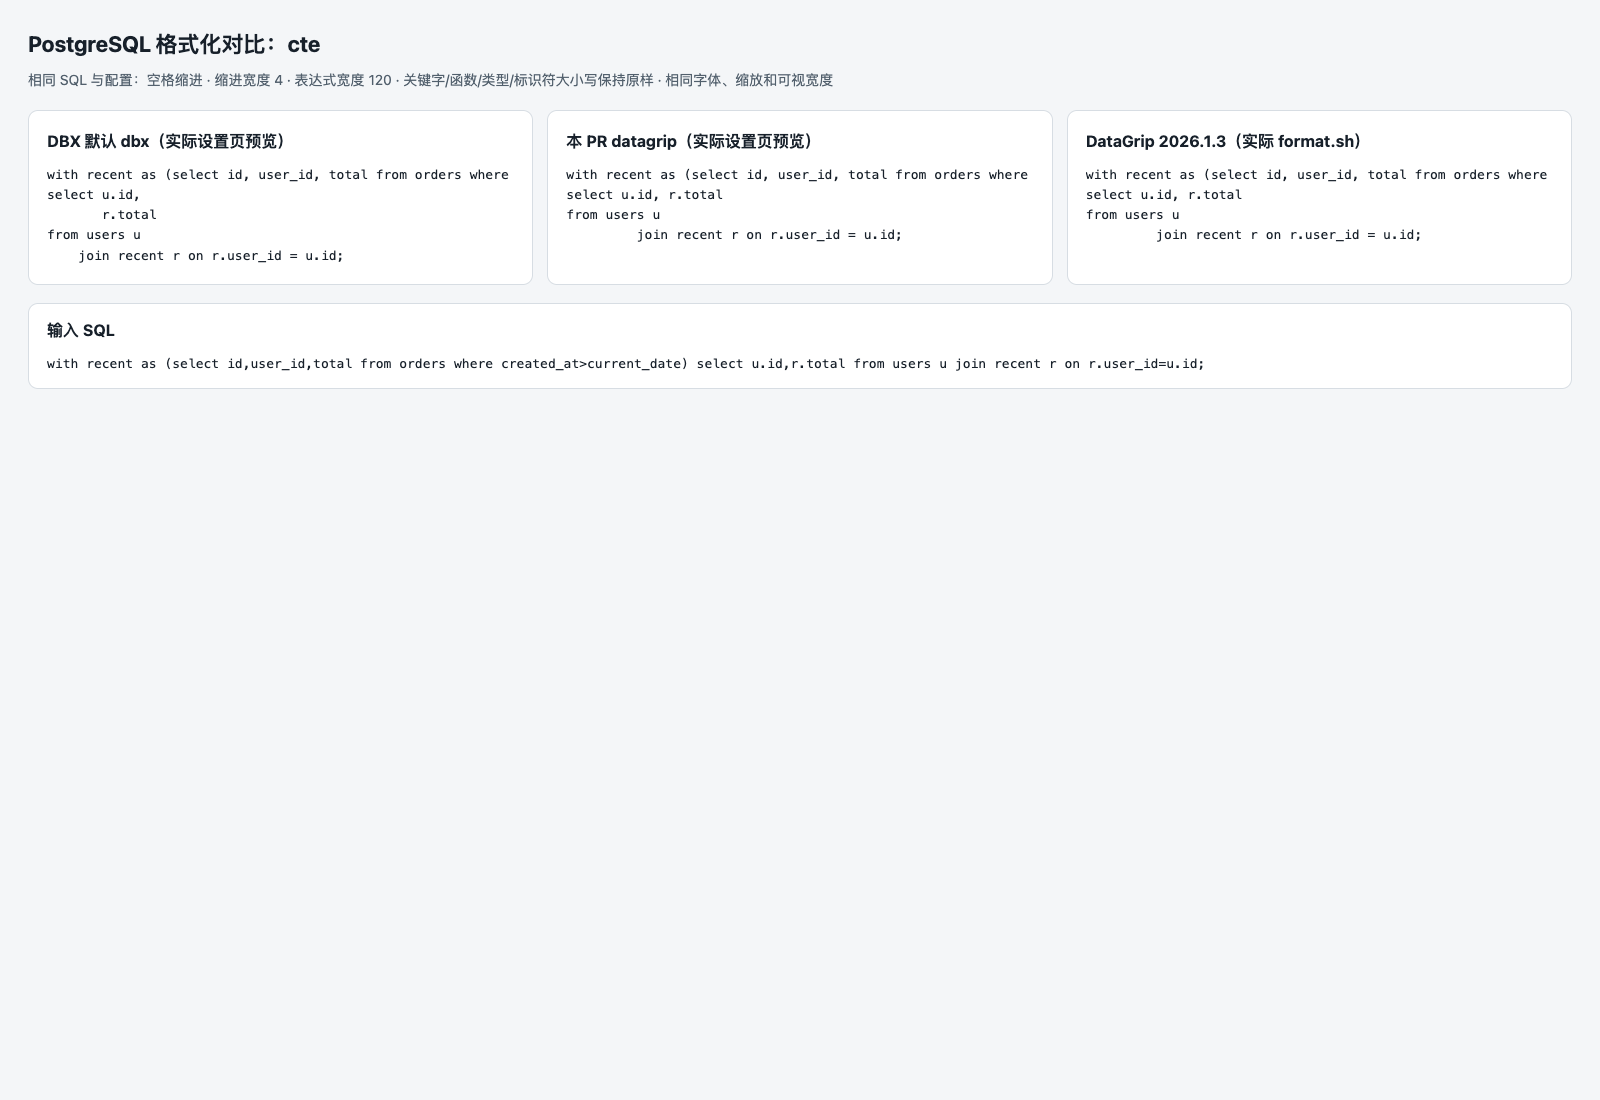 PostgreSQL 格式化对比：cte
相同 SQL 与配置：空格缩进 · 缩进宽度 4 · 表达式宽度 120 · 关键字/函数/类型/标识符大小写保持原样 · 相同字体、缩放和可视宽度
DBX 默认 dbx（实际设置页预览）
with recent as (select id, user_id, total from orders where
select u.id,
       r.total
from users u
    join recent r on r.user_id = u.id;
本 PR datagrip（实际设置页预览）
with recent as (select id, user_id, total from orders where
select u.id, r.total
from users u
         join recent r on r.user_id = u.id;
DataGrip 2026.1.3（实际 format.sh）
with recent as (select id, user_id, total from orders where
select u.id, r.total
from users u
         join recent r on r.user_id = u.id;
输入 SQL
with recent as (select id,user_id,total from orders where created_at>current_date) select u.id,r.total from users u join recent r on r.user_id=u.id;